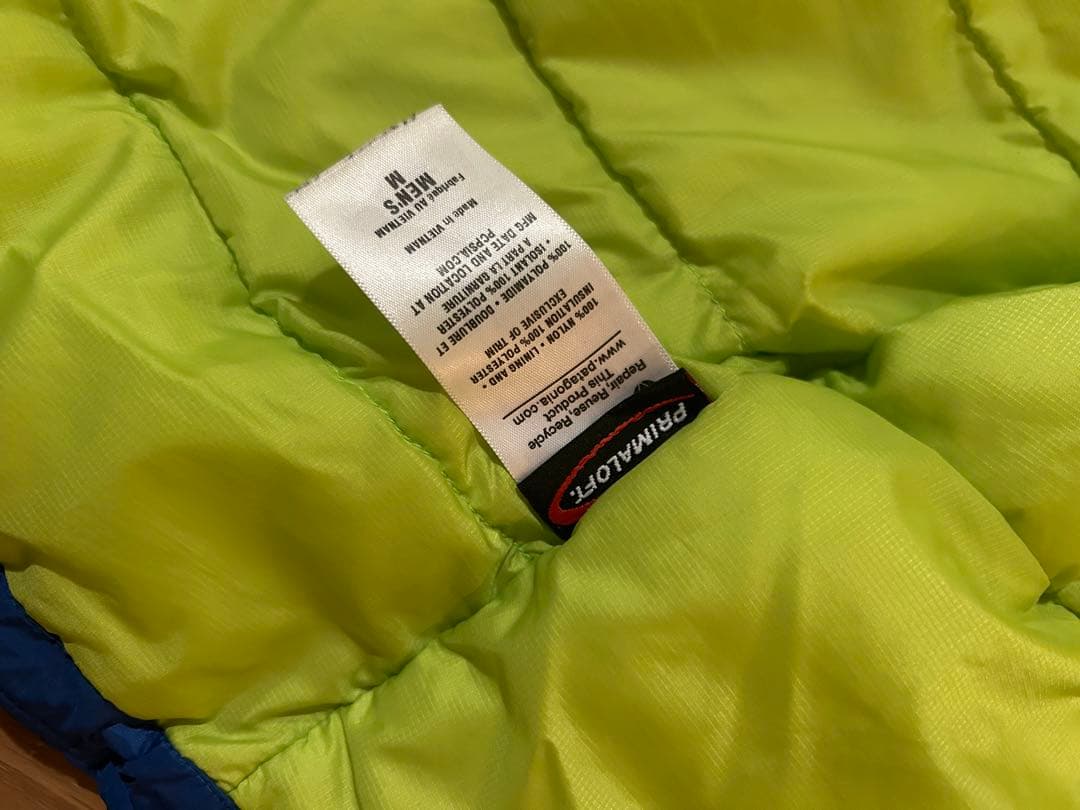 PRIMALOFT®
Repair, Reuse, Recycle
This Product
www.patagonia.com
100% NYLON • LINING AND •
INSULATION 100% POLYESTER
EXCLUSIVE OF TRIM
100% POLYAMIDE • DOUBLURE ET
• ISOLANT 100% POLYESTER
A PART LA GARNITURE
MFG DATE AND LOCATION AT
PCPSIA.COM
Made in VIETNAM
Fabriqué AU VIETNAM
MEN'S
M